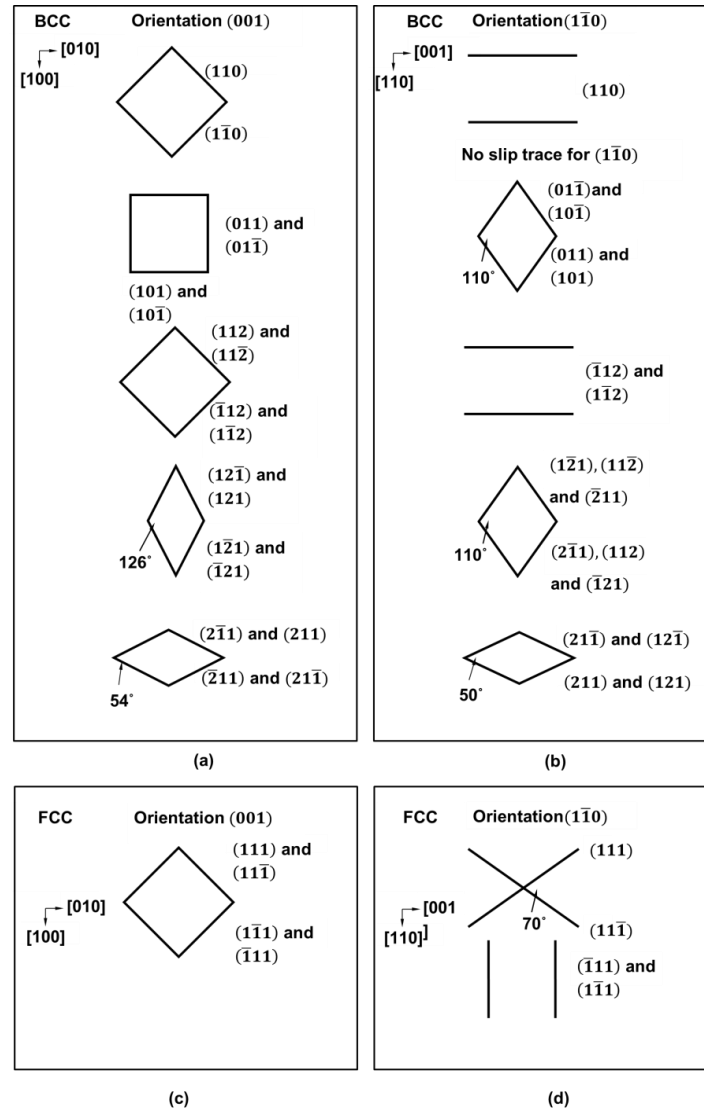 BCC Orientation (001)
[010]
[100]
(110)
(11̅0)
(011) and
(011̅)
(101) and
(101̅)
(112) and
(112̅)
(1̅12) and
(11̅2)
(121̅) and
(121)
126°
(12̅1) and
(1̅21)
(21̅1) and (211)
54°
(2̅11) and (211̅)
(a)
BCC Orientation(11̅0)
[001]
[110]
(110)
No slip trace for (11̅0)
(011̅)and
(101̅)
110°
(011) and
(101)
(1̅12) and
(11̅2)
(12̅1), (112̅)
and (2̅11)
110°
(21̅1), (112)
and (1̅21)
(211̅) and (121̅)
50°
(211) and (121)
(b)
FCC Orientation (001)
[010]
[100]
(111) and
(111̅)
(11̅1) and
(1̅11)
(c)
FCC Orientation(11̅0)
[001
[110]]
(111)
70°
(111̅)
(1̅11) and
(11̅1)
(d)